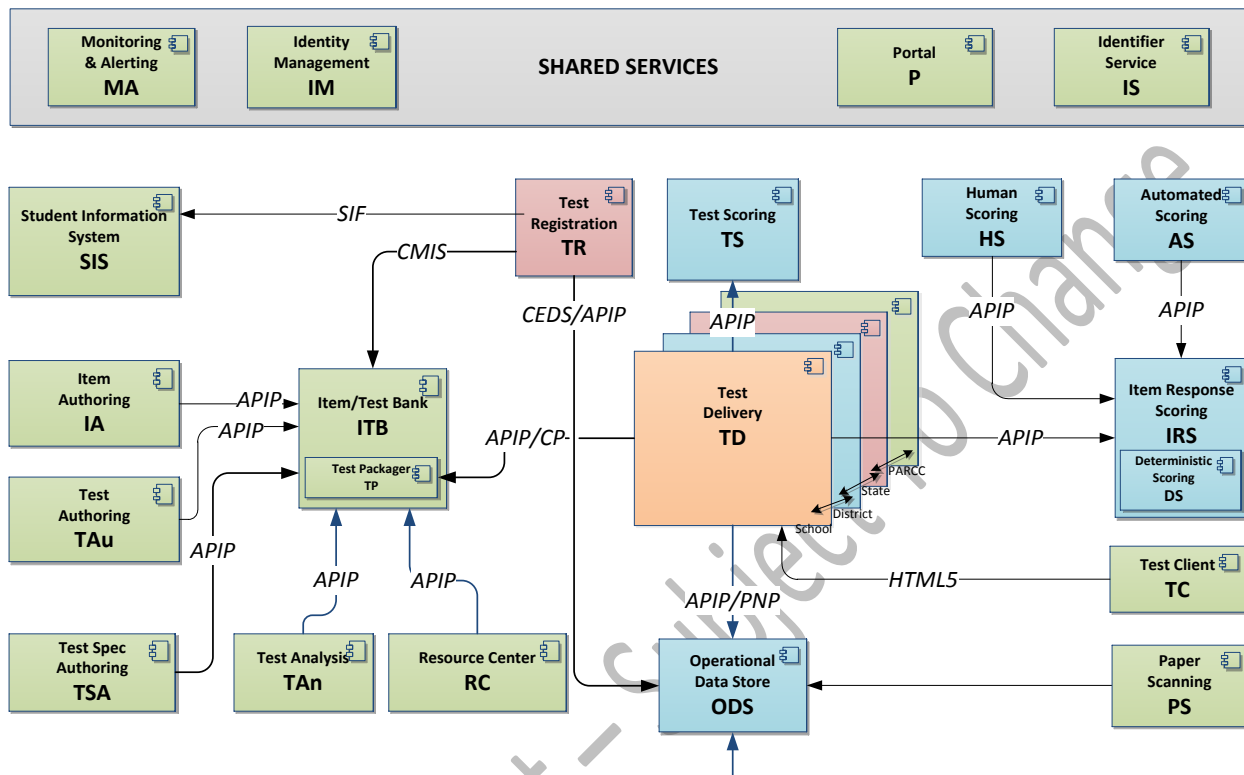 Monitoring
& Alerting
MA
Identity
Management
IM
SHARED SERVICES
Portal
P
Identifier
Service
IS
Student Information
System
SIS
SIF
Test
Registration
TR
CMIS
CEDS/APIP
Test Scoring
TS
APIP
Human
Scoring
HS
APIP
Automated
Scoring
AS
APIP
Item
Authoring
IA
APIP
Item/Test Bank
ITB
Test Packager
TP
APIP/CP
Test
Delivery
TD
School
District
State
PARCC
APIP
Item Response
Scoring
IRS
Deterministic
Scoring
DS
Test
Authoring
TAu
APIP
APIP
Test Spec
Authoring
TSA
APIP
Test Analysis
TAn
APIP
Resource Center
RC
APIP/PNP
Operational
Data Store
ODS
HTML5
Test Client
TC
Paper
Scanning
PS
t – Subject To Change